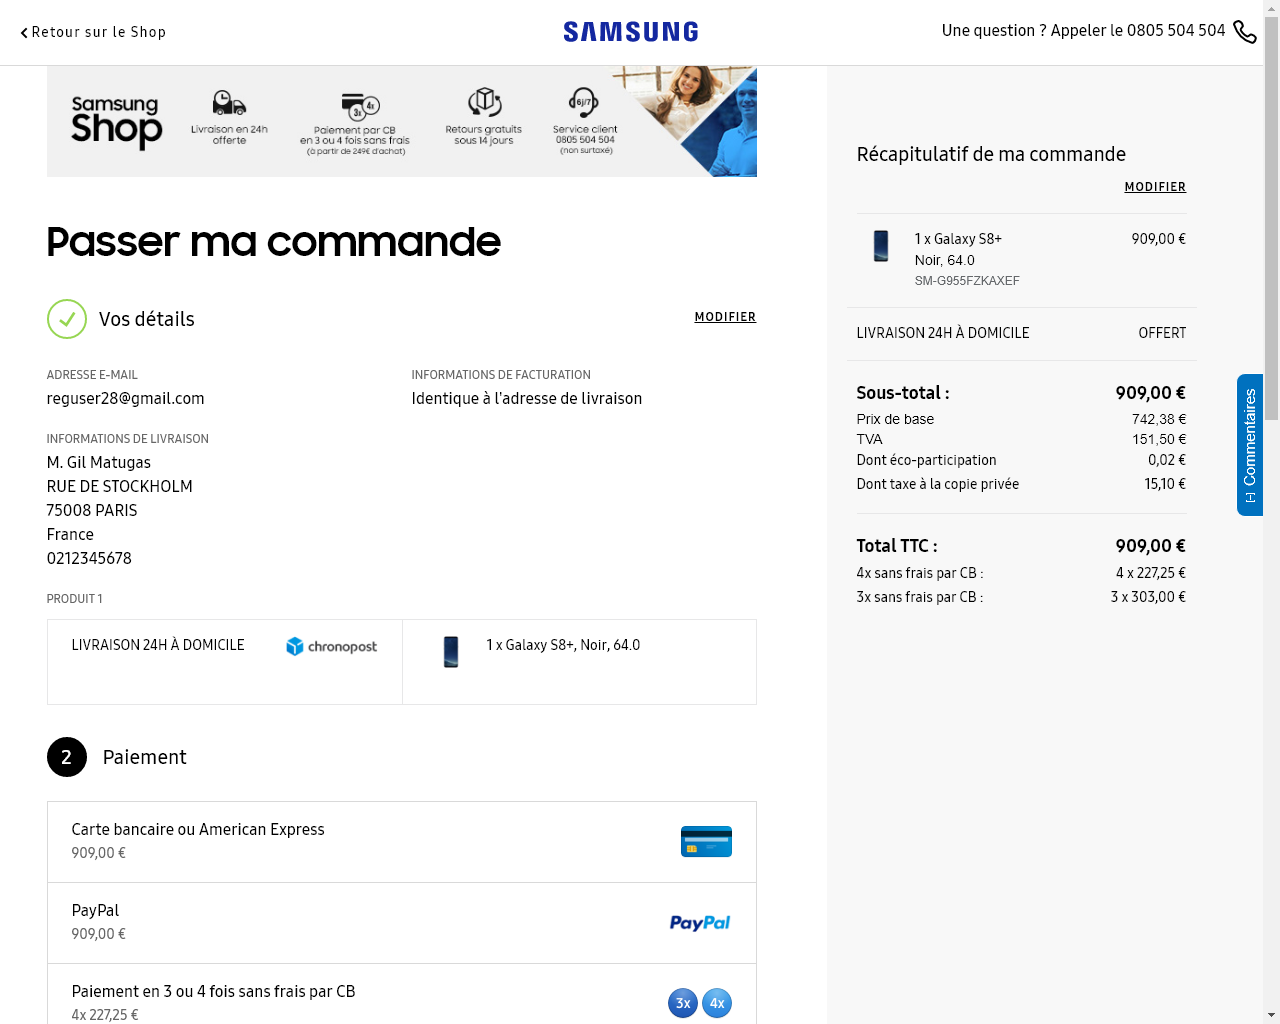 Retour sur le Shop
SAMSUNG
Une question ? Appeler le 0805 504 504
Samsung
Shop
Livraison en 24h
offerte
3x 4x
Paiement par CB
en 3 ou 4 fois sans frais
(à partir de 249€ d'achat)
Retours gratuits
sous 14 jours
6j/7
Service client
0805 504 504
(non surtaxé)
Passer ma commande
Vos détails
MODIFIER
ADRESSE E-MAIL
reguser28@gmail.com
INFORMATIONS DE FACTURATION
Identique à l'adresse de livraison
INFORMATIONS DE LIVRAISON
M. Gil Matugas
RUE DE STOCKHOLM
75008 PARIS
France
0212345678
PRODUIT 1
LIVRAISON 24H À DOMICILE
chronopost
1 x Galaxy S8+, Noir, 64.0
2 Paiement
Carte bancaire ou American Express
909,00 €
PayPal
909,00 €
PayPal
Paiement en 3 ou 4 fois sans frais par CB
4x 227,25 €
3x 4x
Récapitulatif de ma commande
MODIFIER
1 x Galaxy S8+ 909,00 €
Noir, 64.0
SM-G955FZKAXEF
LIVRAISON 24H À DOMICILE OFFERT
Sous-total : 909,00 €
Prix de base 742,38 €
TVA 151,50 €
Dont éco-participation 0,02 €
Dont taxe à la copie privée 15,10 €
Total TTC : 909,00 €
4x sans frais par CB : 4 x 227,25 €
3x sans frais par CB : 3 x 303,00 €
[-] Commentaires